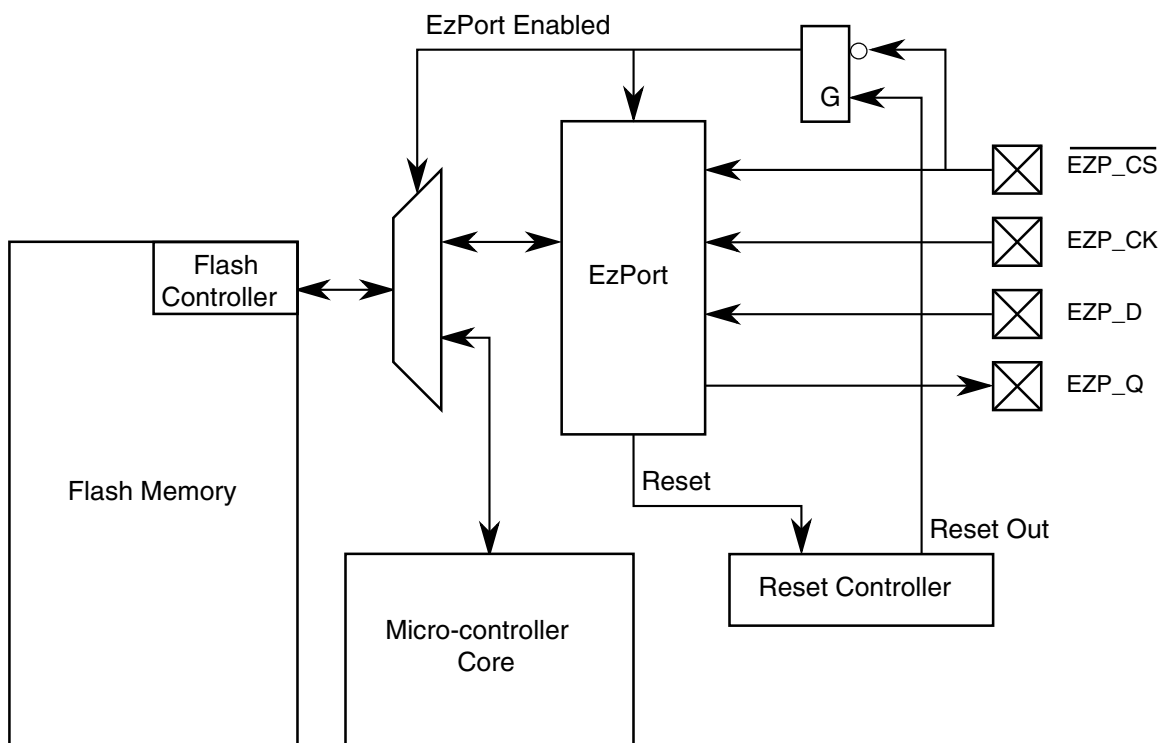 EzPort Enabled
G
EZP_CS
EZP_CK
EZP_D
EZP_Q
Flash
Controller
EzPort
Flash Memory
Reset
Reset Out
Reset Controller
Micro-controller
Core